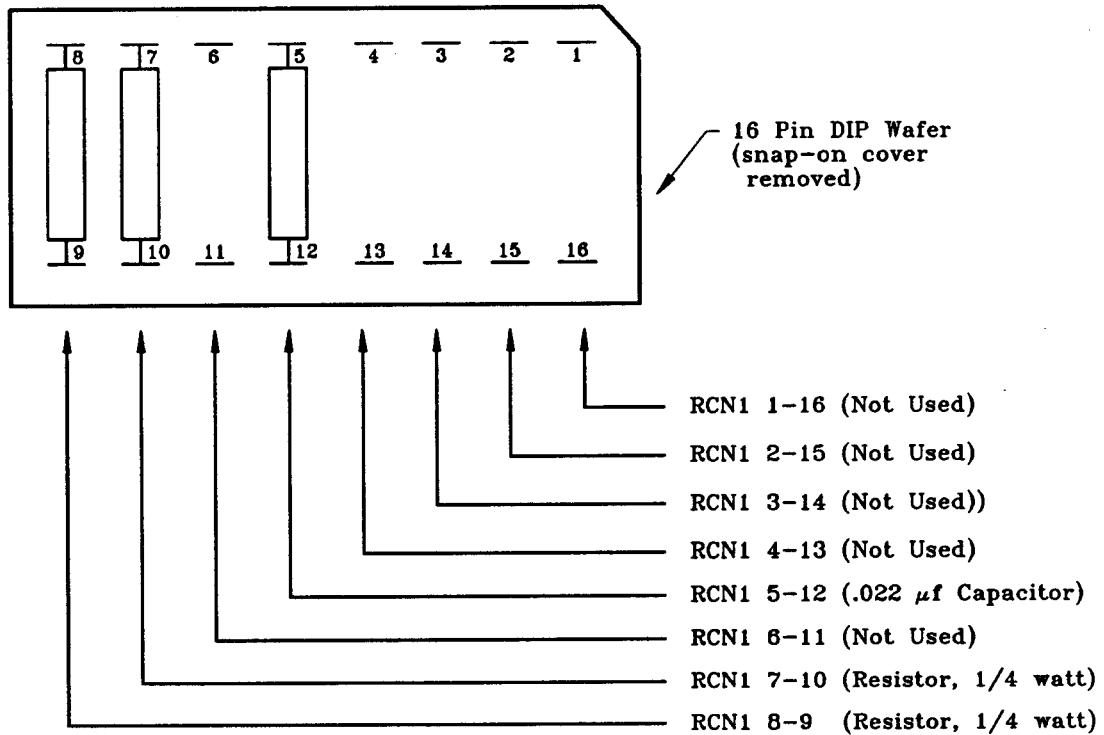 8 7 6 5 4 3 2 1
9 10 11 12 13 14 15 16
16 Pin DIP Wafer
(snap-on cover
removed)
RCN1 1-16 (Not Used)
RCN1 2-15 (Not Used)
RCN1 3-14 (Not Used))
RCN1 4-13 (Not Used)
RCN1 5-12 (.022 μf Capacitor)
RCN1 6-11 (Not Used)
RCN1 7-10 (Resistor, 1/4 watt)
RCN1 8-9 (Resistor, 1/4 watt)